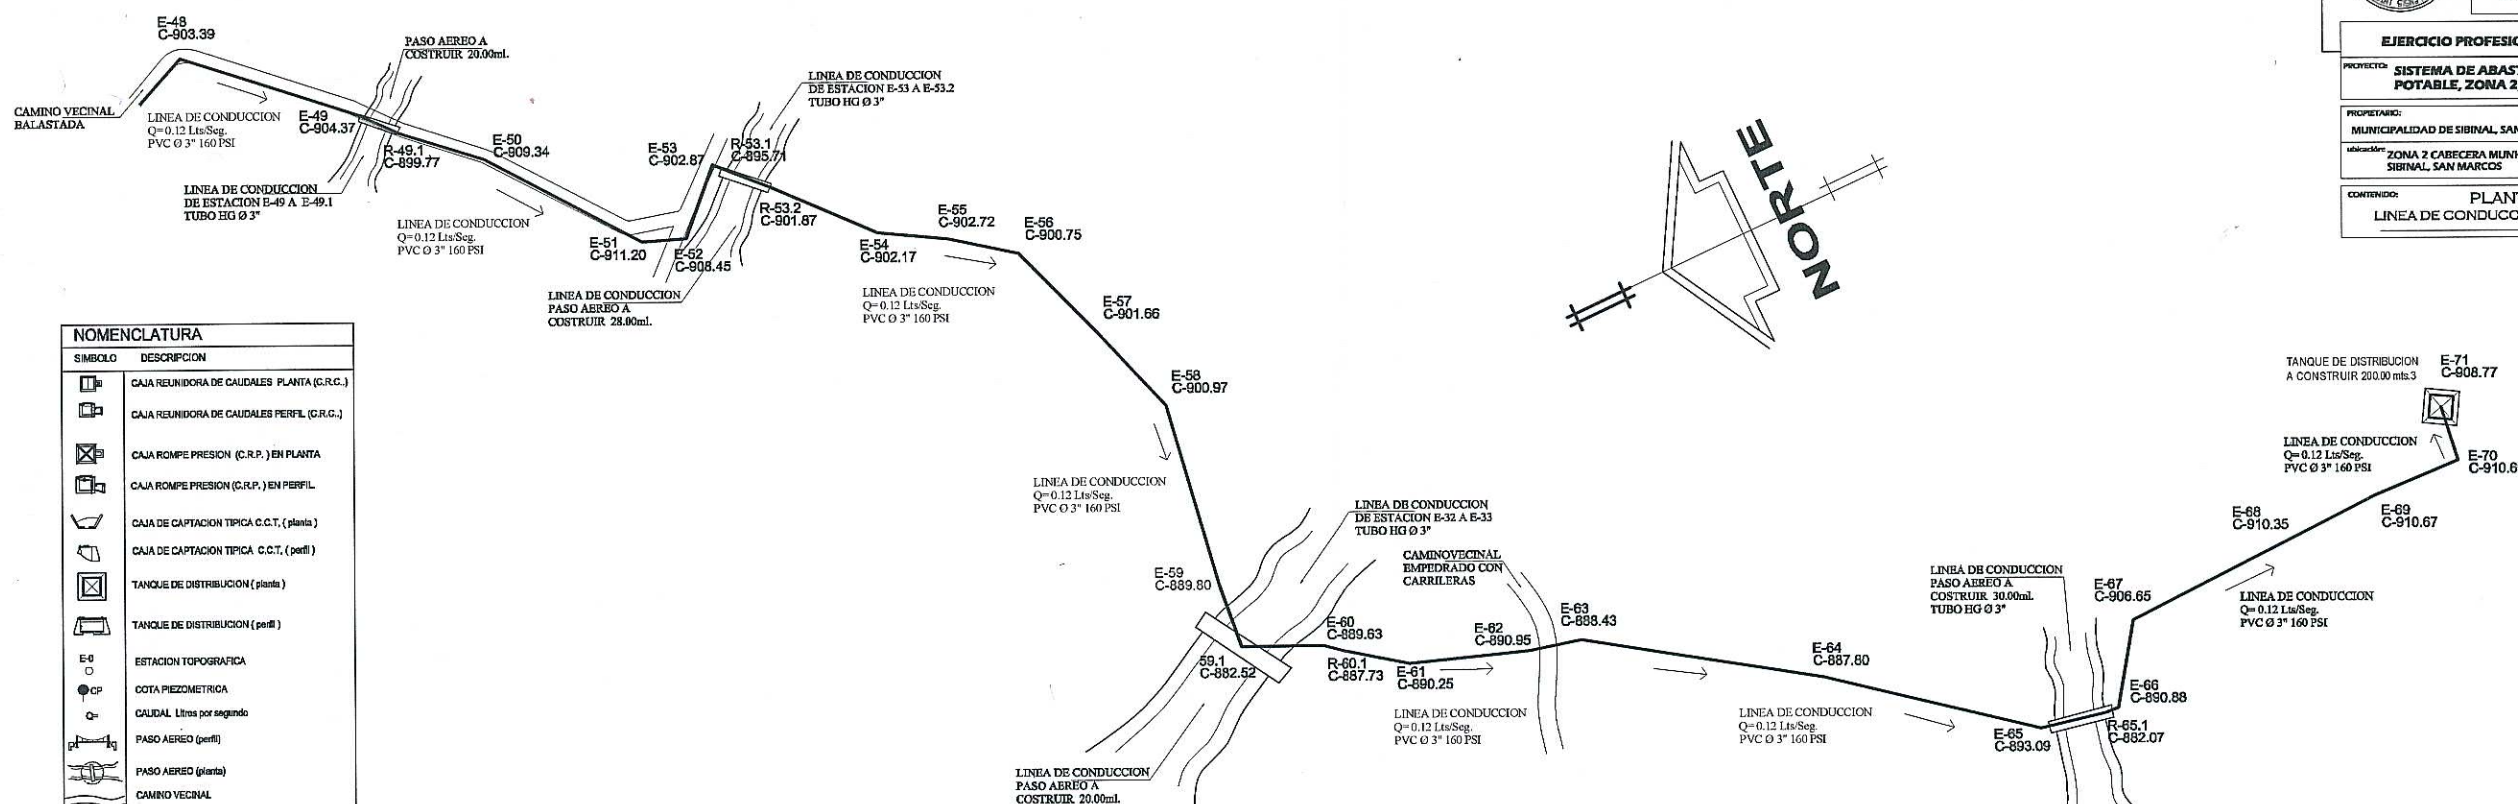 E-48
C-903.39
PASO AEREO A
COSTRUIR 20.00ml.
CAMINO VECINAL
BALASTADA
LINEA DE CONDUCCION
Q=0.12 Lts/Seg.
PVC Ø 3" 160 PSI
E-49
C-904.37
R-49.1
C-899.77
LINEA DE CONDUCCION
DE ESTACION E-49 A E-49.1
TUBO HG Ø 3"
E-50
C-909.34
LINEA DE CONDUCCION
Q=0.12 Lts/Seg.
PVC Ø 3" 160 PSI
E-51
C-911.20
E-52
C-908.45
E-53
C-902.87
R-53.1
C-895.71
LINEA DE CONDUCCION
DE ESTACION E-53 A E-53.2
TUBO HG Ø 3"
R-53.2
C-901.87
LINEA DE CONDUCCION
PASO AEREO A
COSTRUIR 28.00ml.
E-54
C-902.17
E-55
C-902.72
E-56
C-900.75
LINEA DE CONDUCCION
Q=0.12 Lts/Seg.
PVC Ø 3" 160 PSI
E-57
C-901.66
E-58
C-900.97
LINEA DE CONDUCCION
Q=0.12 Lts/Seg.
PVC Ø 3" 160 PSI
E-59
C-889.80
59.1
C-882.52
LINEA DE CONDUCCION
DE ESTACION E-32 A E-33
TUBO HG Ø 3"
LINEA DE CONDUCCION
PASO AEREO A
COSTRUIR 20.00ml.
E-60
C-889.63
R-60.1
C-887.73
E-61
C-890.25
CAMINOVECINAL
EMPEDRADO CON
CARRILERAS
E-62
C-890.95
E-63
C-888.43
LINEA DE CONDUCCION
Q=0.12 Lts/Seg.
PVC Ø 3" 160 PSI
E-64
C-887.80
LINEA DE CONDUCCION
Q=0.12 Lts/Seg.
PVC Ø 3" 160 PSI
LINEA DE CONDUCCION
PASO AEREO A
COSTRUIR 30.00ml.
TUBO HG Ø 3"
E-65
C-893.09
R-65.1
C-882.07
E-66
C-890.88
E-67
C-906.65
LINEA DE CONDUCCION
Q=0.12 Lts/Seg.
PVC Ø 3" 160 PSI
E-68
C-910.35
E-69
C-910.67
E-70
C-910.6
LINEA DE CONDUCCION
Q=0.12 Lts/Seg.
PVC Ø 3" 160 PSI
TANQUE DE DISTRIBUCION
A CONSTRUIR 200.00 mts.3
E-71
C-908.77
NORTE
NOMENCLATURA
SIMBOLO DESCRIPCION
CAJA REUNIDORA DE CAUDALES PLANTA (C.R.C..)
CAJA REUNIDORA DE CAUDALES PERFIL (C.R.C..)
CAJA ROMPE PRESION (C.R.P. ) EN PLANTA
CAJA ROMPE PRESION (C.R.P. ) EN PERFIL
CAJA DE CAPTACION TIPICA C.C.T, ( planta )
CAJA DE CAPTACION TIPICA C.C.T, ( perfil )
TANQUE DE DISTRIBUCION ( planta )
TANQUE DE DISTRIBUCION ( perfil )
E-0 ESTACION TOPOGRAFICA
CP COTA PIEZOMETRICA
Q= CAUDAL Litros por segundo
PASO AEREO (perfil)
PASO AEREO (planta)
CAMINO VECINAL
EJERCICIO PROFESI
PROYECTO: SISTEMA DE ABAS
POTABLE, ZONA 2
PROPIETARIO:
MUNICIPALIDAD DE SIBINAL, SAN
ubicación: ZONA 2 CABECERA MUNI
SIBINAL, SAN MARCOS
CONTENIDO: PLAN
LINEA DE CONDUCC